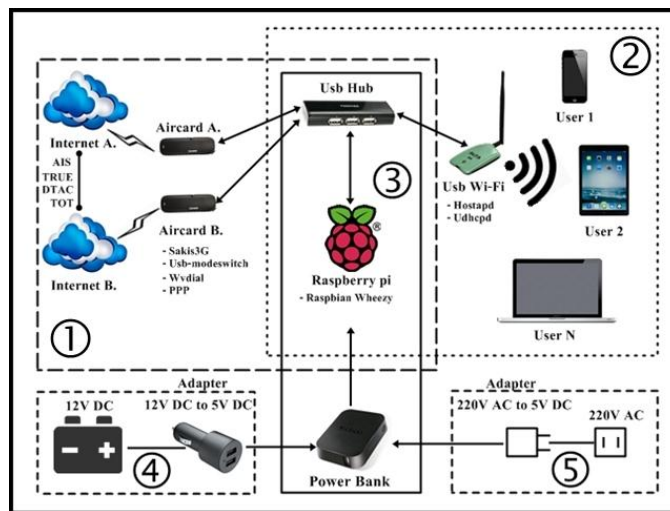 ②
Usb Hub
User 1
Internet A.
Aircard A.
AIS
TRUE
DTAC
TOT
Usb Wi-Fi
- Hostapd
- Udhcpd
③
User 2
Aircard B.
- Sakis3G
- Usb-modeswitch
- Wvdial
- PPP
Internet B.
®
Raspberry pi
- Raspbian Wheezy
User N
①
Adapter
12V DC
12V DC to 5V DC
④
Power Bank
Adapter
220V AC to 5V DC
220V AC
⑤